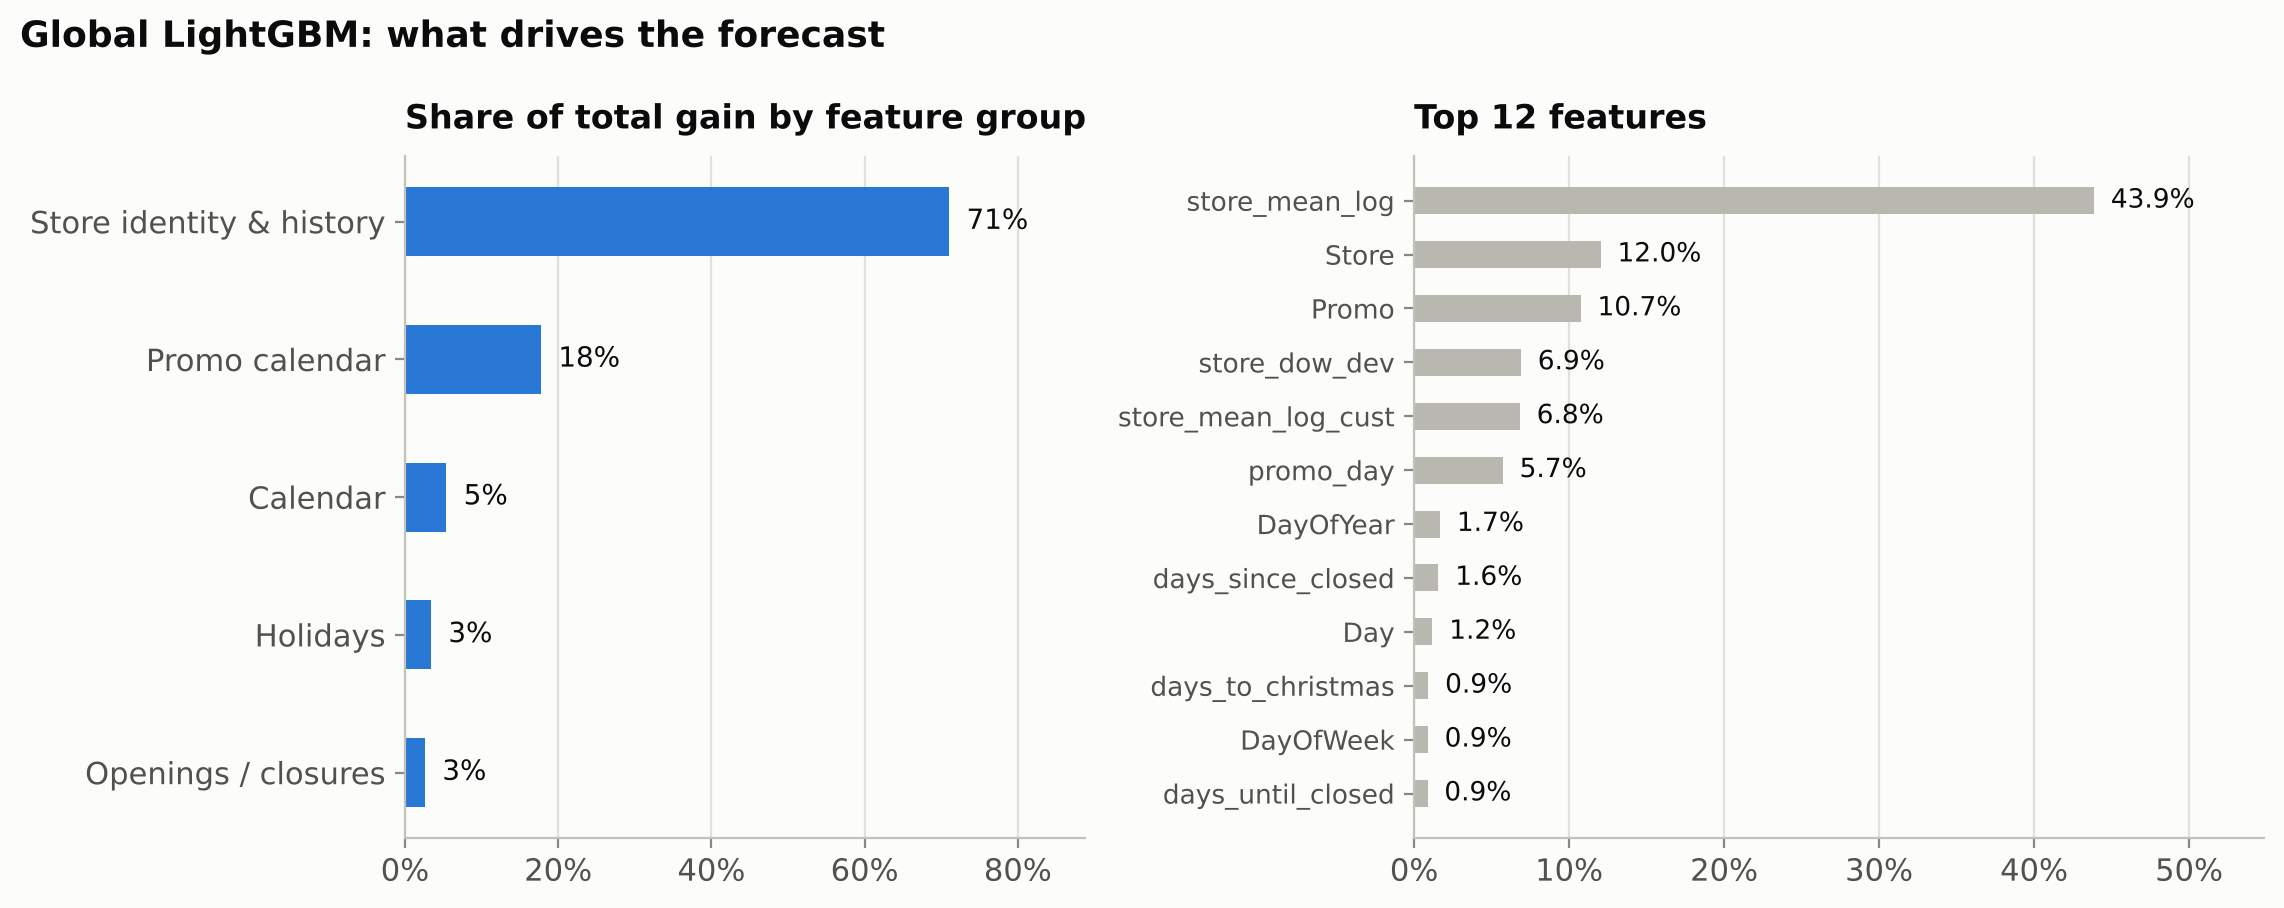 Global LightGBM: what drives the forecast
Share of total gain by feature group
Store identity & history
71%
Promo calendar
18%
Calendar
5%
Holidays
3%
Openings / closures
3%
0% 20% 40% 60% 80%
Top 12 features
store_mean_log
43.9%
Store
12.0%
Promo
10.7%
store_dow_dev
6.9%
store_mean_log_cust
6.8%
promo_day
5.7%
DayOfYear
1.7%
days_since_closed
1.6%
Day
1.2%
days_to_christmas
0.9%
DayOfWeek
0.9%
days_until_closed
0.9%
0% 10% 20% 30% 40% 50%